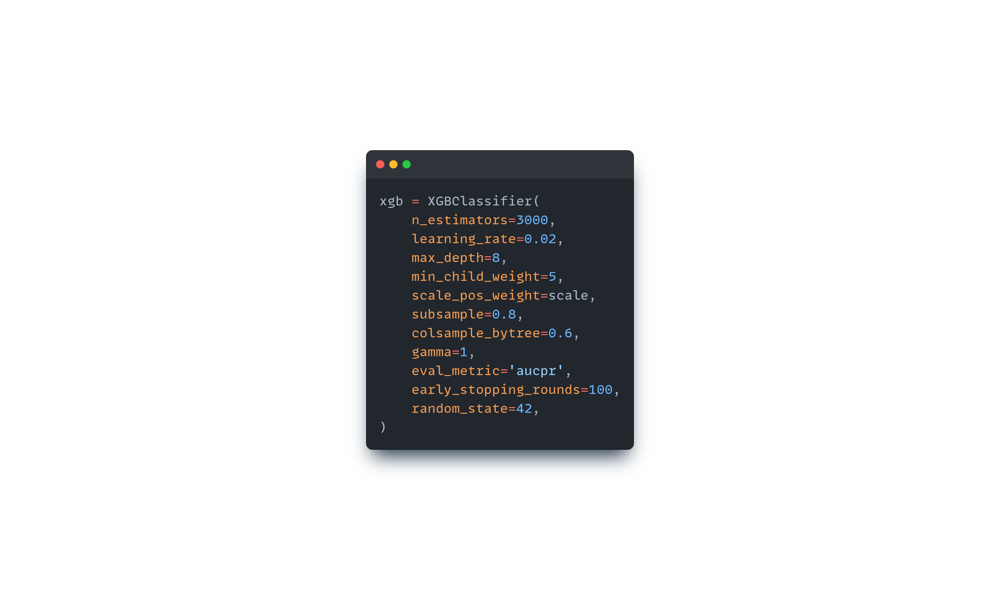 xgb = XGBClassifier(
    n_estimators=3000,
    learning_rate=0.02,
    max_depth=8,
    min_child_weight=5,
    scale_pos_weight=scale,
    subsample=0.8,
    colsample_bytree=0.6,
    gamma=1,
    eval_metric='aucpr',
    early_stopping_rounds=100,
    random_state=42,
)